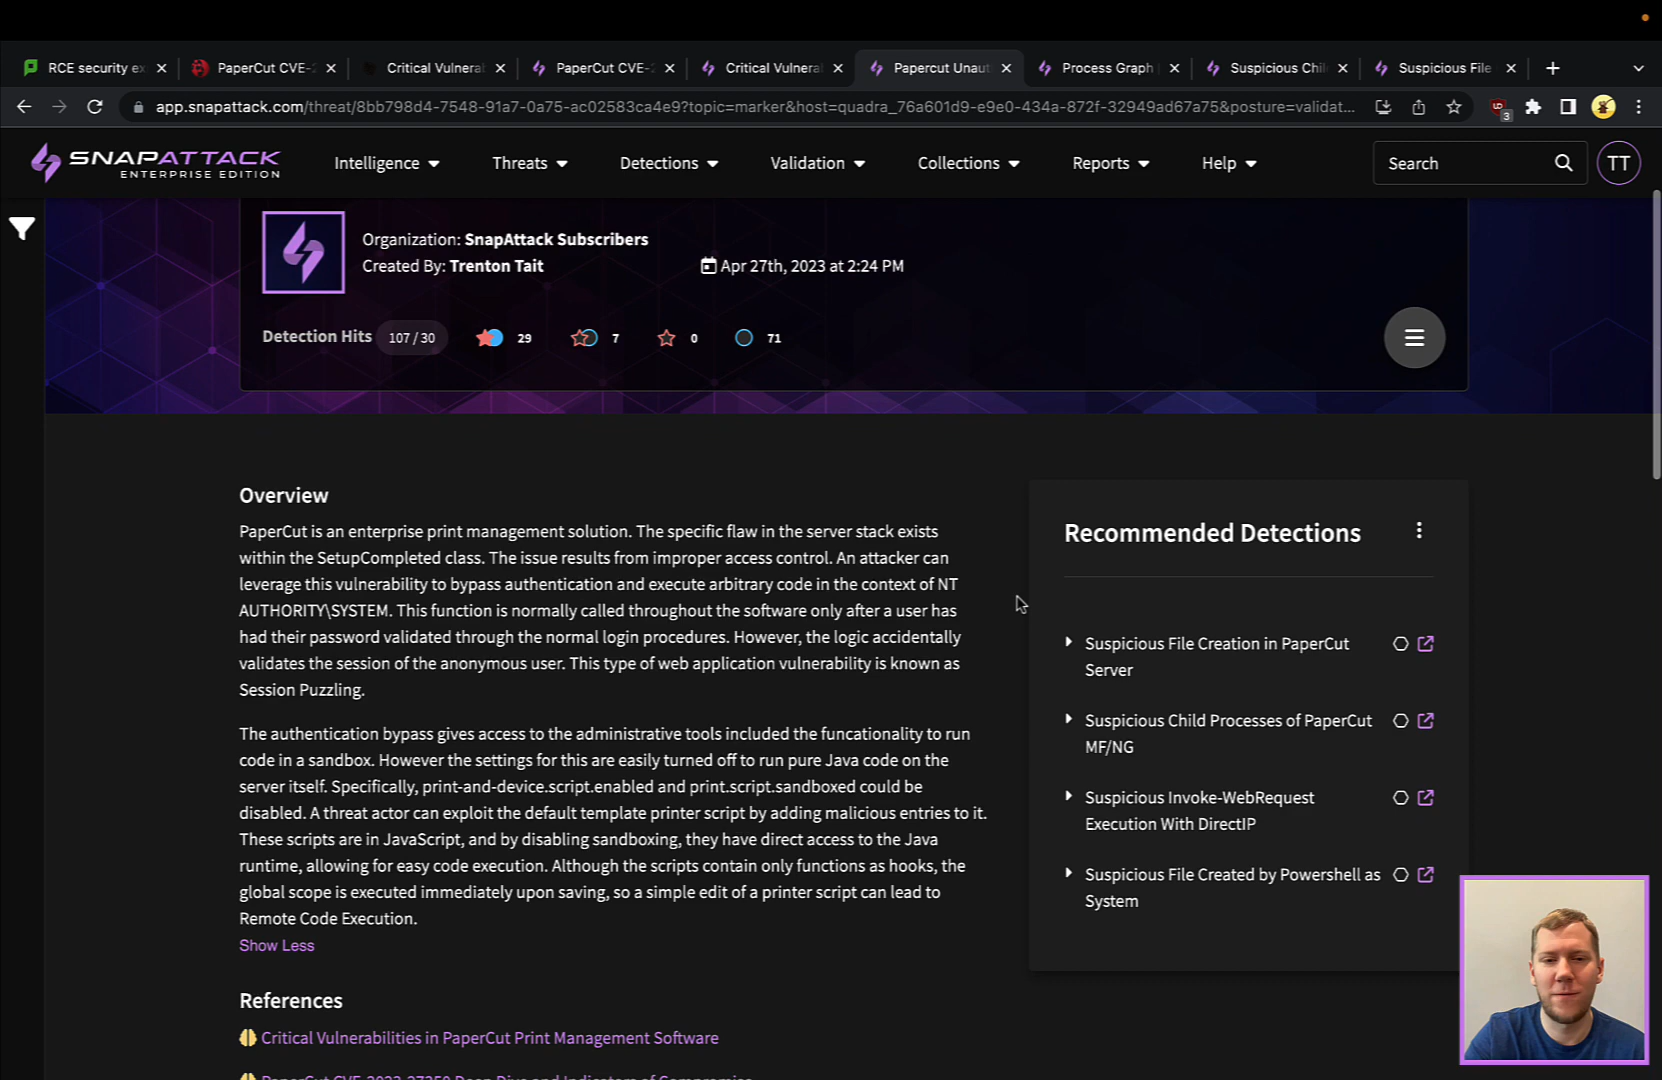 RCE security ex
PaperCut CVE-2
Critical Vulnera
PaperCut CVE-2
Critical Vulnera
Papercut Unaut
Process Graph
Suspicious Chil
Suspicious File
app.snapattack.com/threat/8bb798d4-7548-91a7-0a75-ac02583ca4e9?topic=marker&host=quadra_76a601d9-e9e0-434a-872f-32949ad67a75&posture=validat...
3
SNAPATTACK
ENTERPRISE EDITION
Intelligence
Threats
Detections
Validation
Collections
Reports
Help
Search
TT
Organization: SnapAttack Subscribers
Created By: Trenton Tait
Apr 27th, 2023 at 2:24 PM
Detection Hits 107 / 30 29 7 0 71
Overview
PaperCut is an enterprise print management solution. The specific flaw in the server stack exists
within the SetupCompleted class. The issue results from improper access control. An attacker can
leverage this vulnerability to bypass authentication and execute arbitrary code in the context of NT
AUTHORITY\SYSTEM. This function is normally called throughout the software only after a user has
had their password validated through the normal login procedures. However, the logic accidentally
validates the session of the anonymous user. This type of web application vulnerability is known as
Session Puzzling.
The authentication bypass gives access to the administrative tools included the funcationality to run
code in a sandbox. However the settings for this are easily turned off to run pure Java code on the
server itself. Specifically, print-and-device.script.enabled and print.script.sandboxed could be
disabled. A threat actor can exploit the default template printer script by adding malicious entries to it.
These scripts are in JavaScript, and by disabling sandboxing, they have direct access to the Java
runtime, allowing for easy code execution. Although the scripts contain only functions as hooks, the
global scope is executed immediately upon saving, so a simple edit of a printer script can lead to
Remote Code Execution.
Show Less
References
Critical Vulnerabilities in PaperCut Print Management Software
PaperCut CVE-2023-27350 Deep Dive and Indicators of Compromise
Recommended Detections
Suspicious File Creation in PaperCut
Server
Suspicious Child Processes of PaperCut
MF/NG
Suspicious Invoke-WebRequest
Execution With DirectIP
Suspicious File Created by Powershell as
System